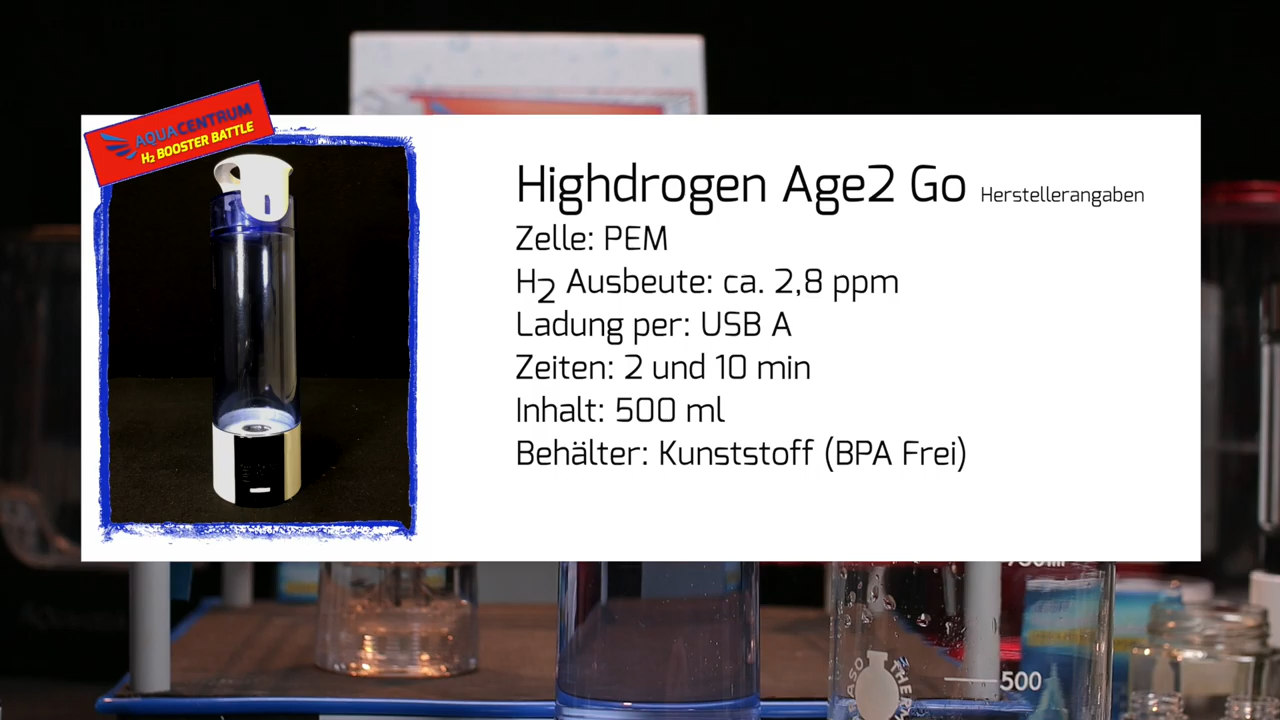 AQUACENTRUM
H2 BOOSTER BATTLE
Highdrogen Age2 Go Herstellerangaben
Zelle: PEM
H2 Ausbeute: ca. 2,8 ppm
Ladung per: USB A
Zeiten: 2 und 10 min
Inhalt: 500 ml
Behälter: Kunststoff (BPA Frei)
500